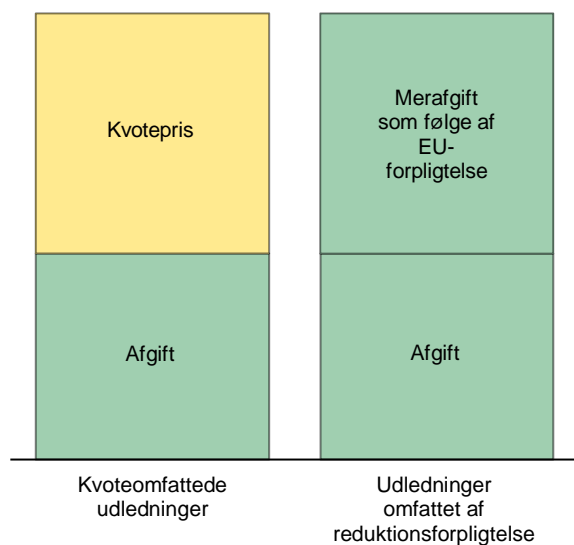 Kvotepris
Afgift
Kvoteomfattede
udledninger
Merafgift
som følge af
EU-
forpligtelse
Afgift
Udledninger
omfattet af
reduktionsforpligtelse